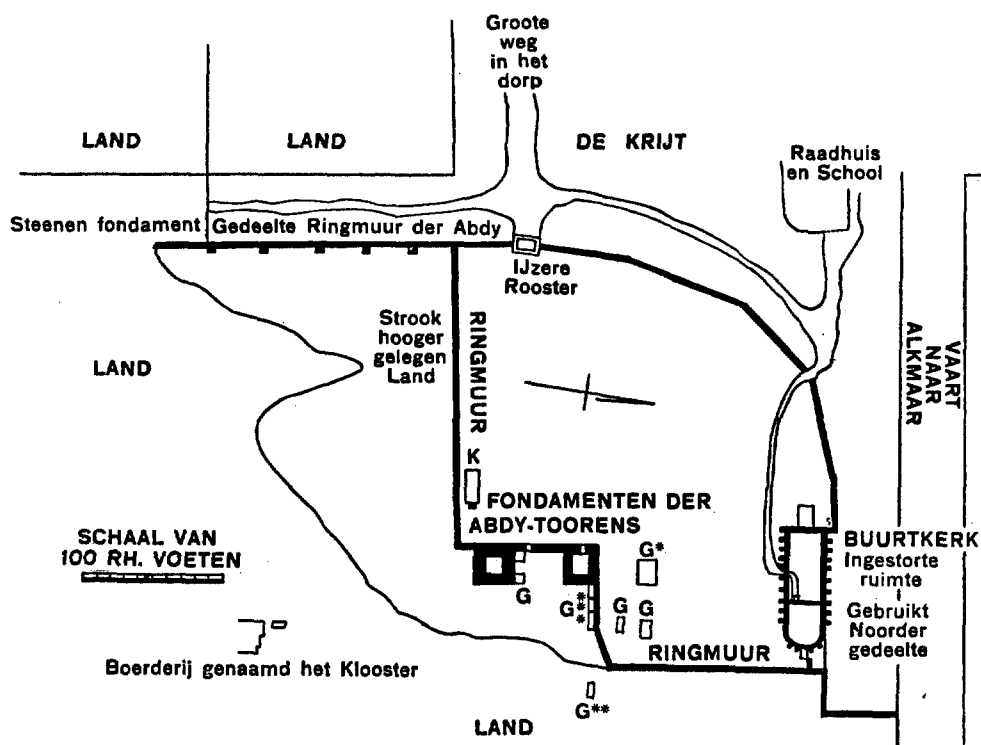 Groote
weg
in het
dorp
LAND
LAND
DE KRIJT
Raadhuis
en School
Steenen fondament
Gedeelte Ringmuur der Abdy
IJzere
Rooster
Strook
hooger
gelegen
Land
RINGMUUR
LAND
VAART
NAAR
ALKMAAR
K
FONDAMENTEN DER
ABDY-TOORENS
SCHAAL VAN
100 RH. VOETEN
G*
BUURTKERK
Ingestorte
ruimte
G
G***
G
G
Gebruikt
Noorder
gedeelte
RINGMUUR
Boerderij genaamd het Klooster
G**
LAND